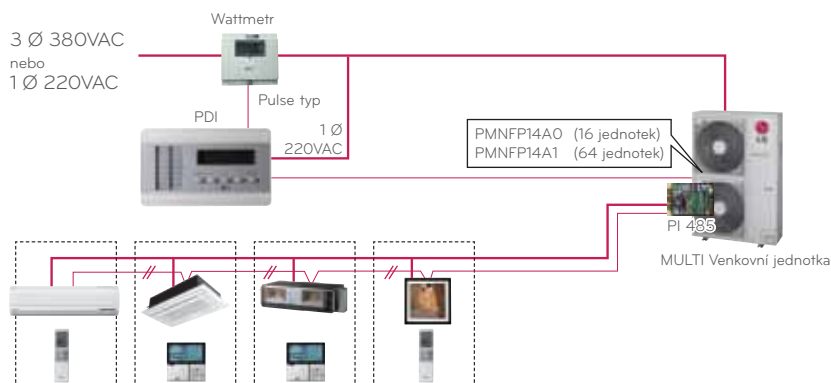 Wattmetr
3 Ø 380VAC
nebo
1 Ø 220VAC
Pulse typ
PDI
1 Ø
220VAC
PMNFP14A0 (16 jednotek)
PMNFP14A1 (64 jednotek)
PI 485
MULTI Venkovní jednotka